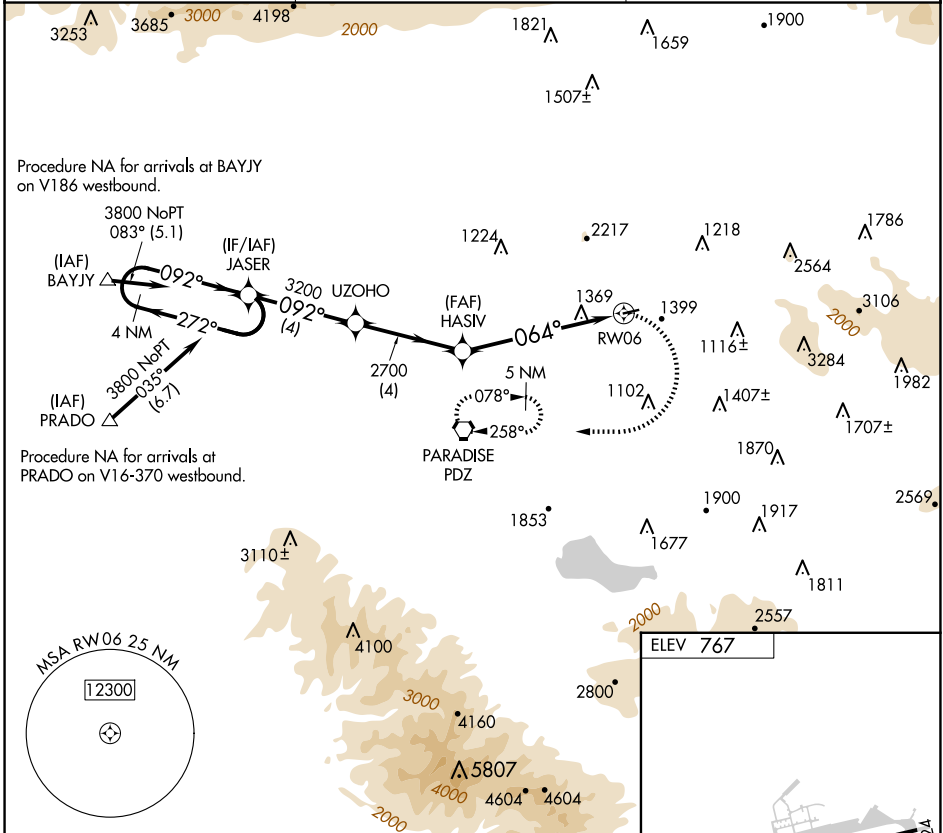 3253
3685
3000
4198
2000
1821
1659
1900
1507±
Procedure NA for arrivals at BAYJY
on V186 westbound.
3800 NoPT
083° (5.1)
(IAF)
BAYJY
092°
(IF/IAF)
JASER
3200
092°
(4)
UZOHO
4 NM
272°
2700
(4)
(FAF)
HASIV
064°
1224
2217
1369
RW06
1399
1218
2564
1786
3106
2000
1116±
3284
1982
3800 NoPT
035°
(6.7)
(IAF)
PRADO
5 NM
078°
258°
PARADISE
PDZ
1102
1407±
1707±
1870
Procedure NA for arrivals at
PRADO on V16-370 westbound.
1853
1900
1917
2569
1677
1811
3110±
2000
2557
4100
3000
2800
4160
5807
4000
4604
4604
2000
MSA RW06 25 NM
12300
ELEV 767
24